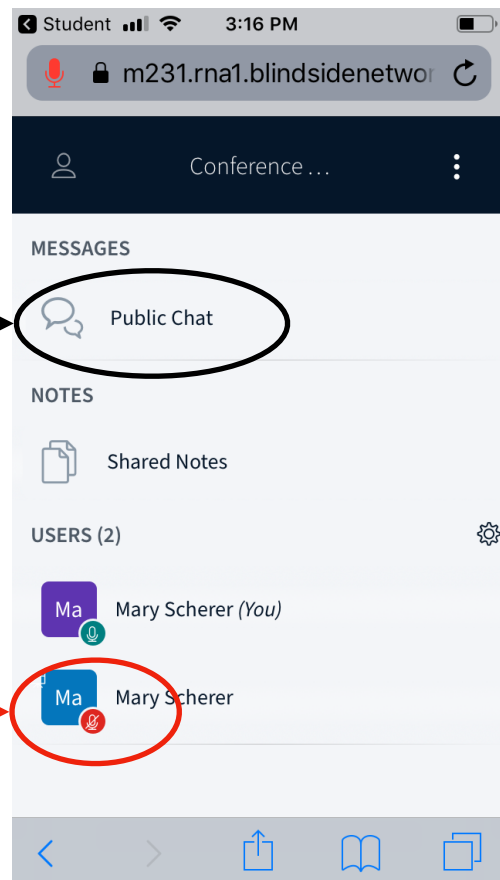 Student 3:16 PM
m231.rna1.blindsidenetwor
Conference ...
MESSAGES
Public Chat
NOTES
Shared Notes
USERS (2)
Ma Mary Scherer (You)
Ma Mary Scherer